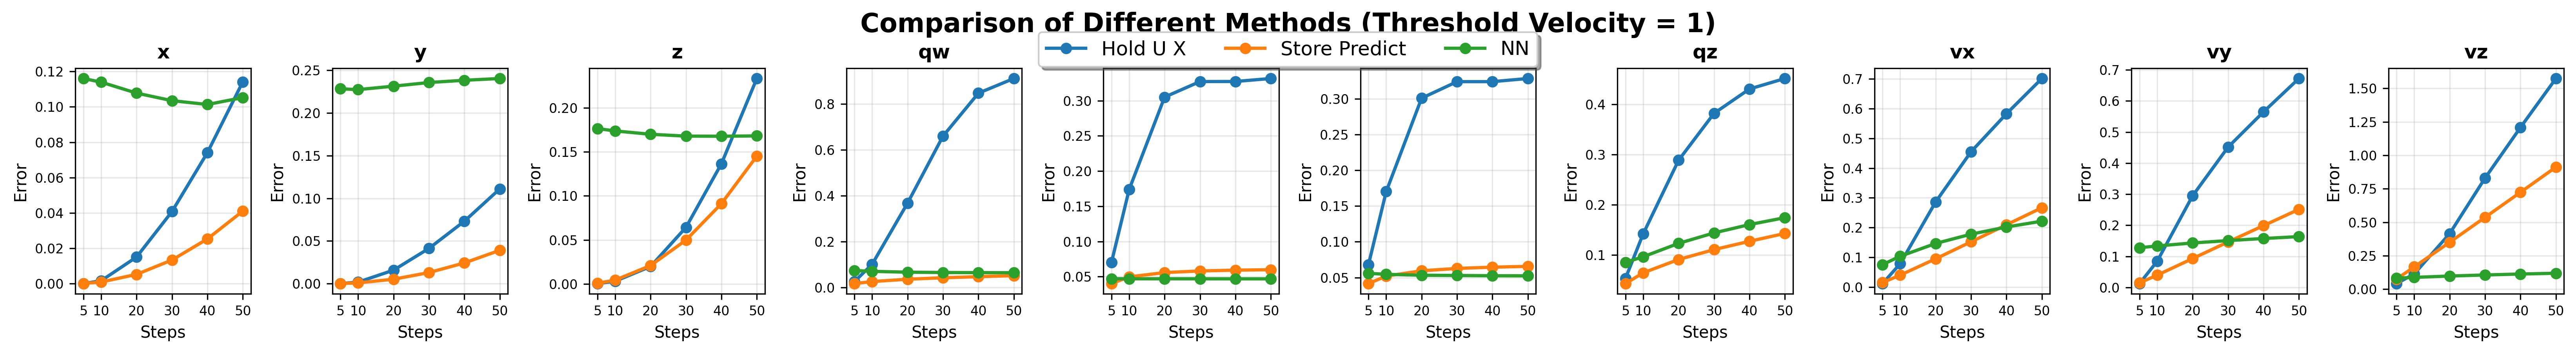 Comparison of Different Methods (Threshold Velocity = 1)
Hold U X Store Predict NN
x
0.12
0.10
0.08
0.06
0.04
0.02
0.00
Error
5 10 20 30 40 50
Steps
y
0.25
0.20
0.15
0.10
0.05
0.00
Error
5 10 20 30 40 50
Steps
z
0.20
0.15
0.10
0.05
0.00
Error
5 10 20 30 40 50
Steps
qw
0.8
0.6
0.4
0.2
0.0
Error
5 10 20 30 40 50
Steps
0.30
0.25
0.20
0.15
0.10
0.05
Error
5 10 20 30 40 50
Steps
0.30
0.25
0.20
0.15
0.10
0.05
Error
5 10 20 30 40 50
Steps
qz
0.4
0.3
0.2
0.1
Error
5 10 20 30 40 50
Steps
vx
0.7
0.6
0.5
0.4
0.3
0.2
0.1
0.0
Error
5 10 20 30 40 50
Steps
vy
0.7
0.6
0.5
0.4
0.3
0.2
0.1
0.0
Error
5 10 20 30 40 50
Steps
vz
1.50
1.25
1.00
0.75
0.50
0.25
0.00
Error
5 10 20 30 40 50
Steps